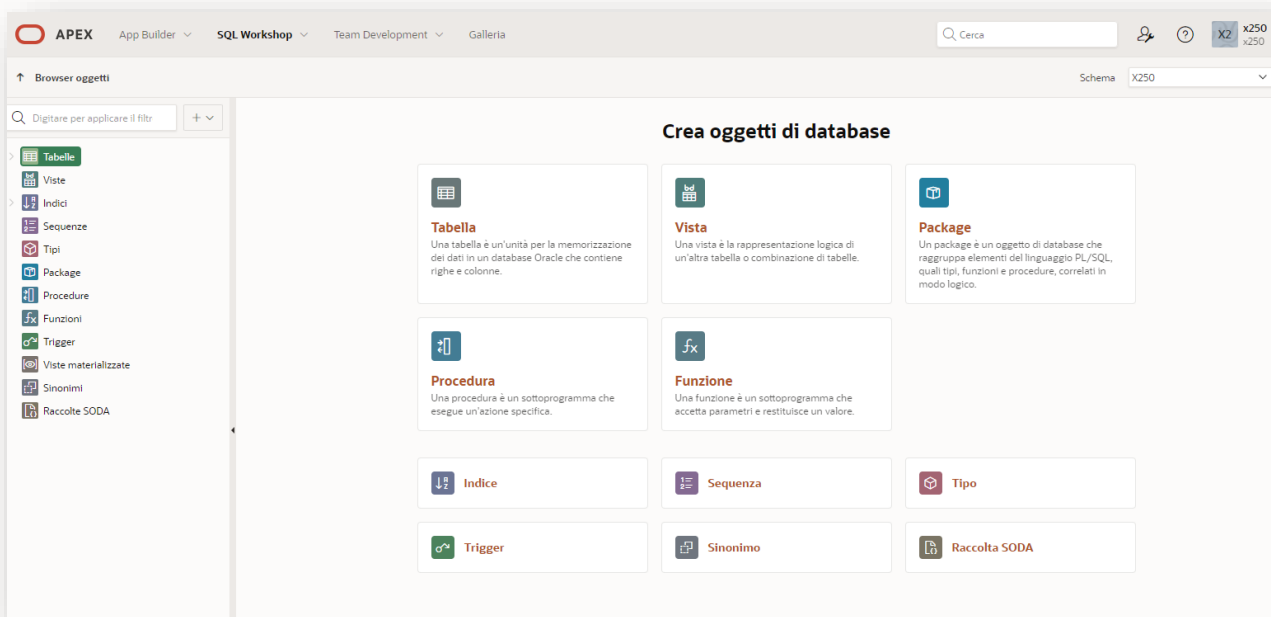 APEX App Builder SQL Workshop Team Development Galleria Cerca X2 x250
x250
Browser oggetti Schema X250
Digitare per applicare il filtr
Tabelle
Viste
Indici
Sequenze
Tipi
Package
Procedure
Funzioni
Trigger
Viste materializzate
Sinonimi
Raccolte SODA
Crea oggetti di database
Tabella
Una tabella è un'unità per la memorizzazione
dei dati in un database Oracle che contiene
righe e colonne.
Vista
Una vista è la rappresentazione logica di
un'altra tabella o combinazione di tabelle.
Package
Un package è un oggetto di database che
raggruppa elementi del linguaggio PL/SQL,
quali tipi, funzioni e procedure, correlati in
modo logico.
Procedura
Una procedura è un sottoprogramma che
esegue un'azione specifica.
Funzione
Una funzione è un sottoprogramma che
accetta parametri e restituisce un valore.
Indice
Sequenza
Tipo
Trigger
Sinonimo
Raccolta SODA